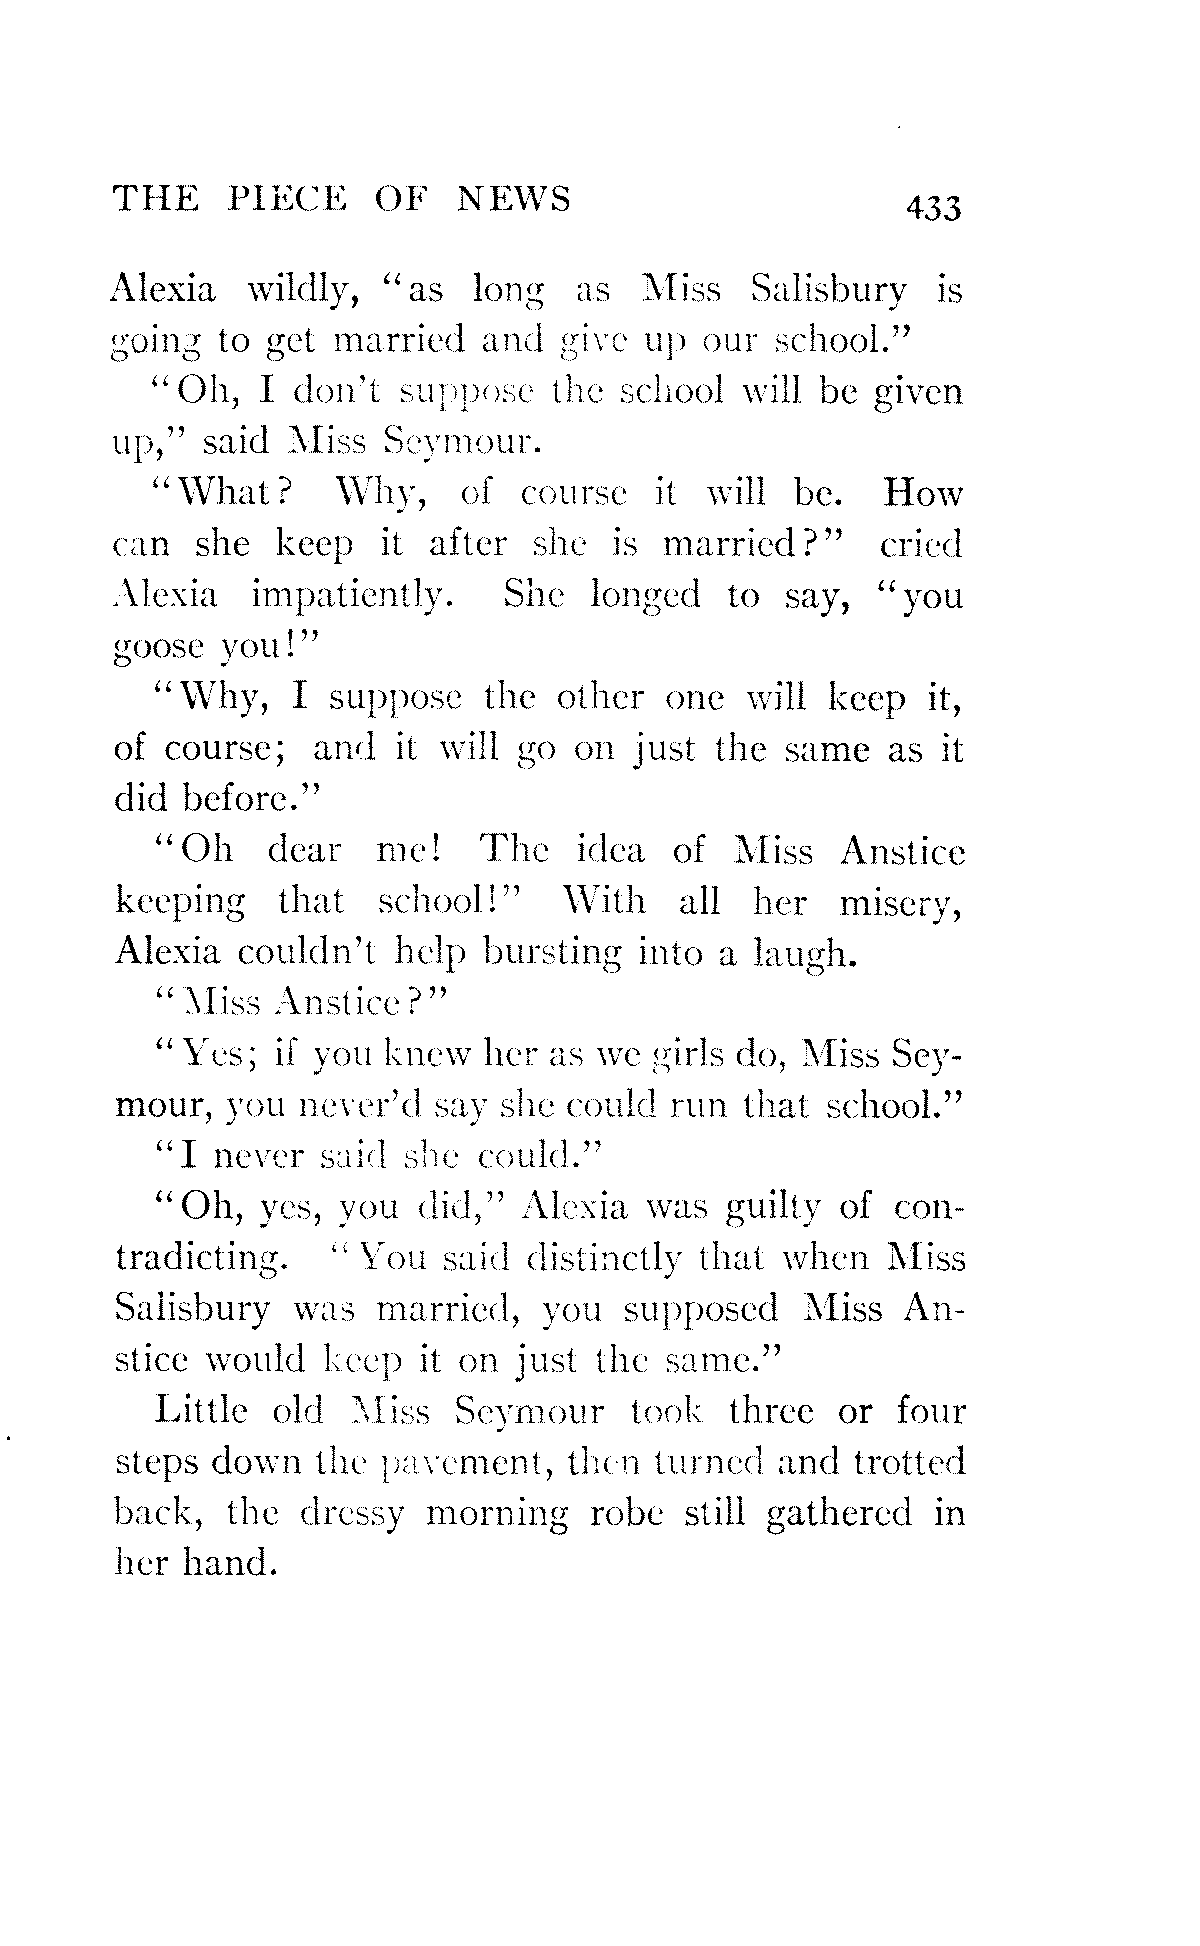 THE PIECE OF NEWS 433
Alexia wildly, “as long as Miss Salisbury is
going to get married and give up our school.”
“Oh, I don’t suppose the school will be given
up,” said Miss Seymour.
“What? Why, of course it will be. How
can she keep it after she is married?” cried
Alexia impatiently. She longed to say, “you
goose you!”
“Why, I suppose the other one will keep it,
of course; and it will go on just the same as it
did before.”
“Oh dear me! The idea of Miss Anstice
keeping that school!” With all her misery,
Alexia couldn’t help bursting into a laugh.
“Miss Anstice?”
“Yes; if you knew her as we girls do, Miss Sey-
mour, you never’d say she could run that school.”
“I never said she could.”
“Oh, yes, you did,” Alexia was guilty of con-
tradicting. “You said distinctly that when Miss
Salisbury was married, you supposed Miss An-
stice would keep it on just the same.”
Little old Miss Seymour took three or four
steps down the pavement, then turned and trotted
back, the dressy morning robe still gathered in
her hand.